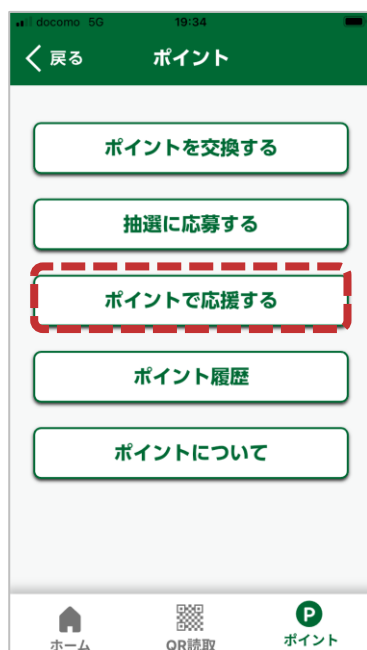 docomo 5G 19:34
戻る ポイント
ポイントを交換する
抽選に応募する
ポイントで応援する
ポイント履歴
ポイントについて
P
ホーム QR読取 ポイント